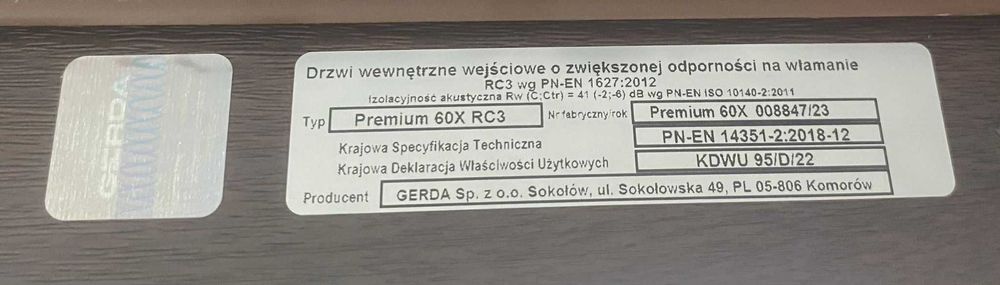 GERDA
Drzwi wewnętrzne wejściowe o zwiększonej odporności na włamanie
RC3 wg PN-EN 1627:2012
Izolacyjność akustyczna Rw (C;Ctr) = 41 (-2;-6) dB wg PN-EN ISO 10140-2:2011
Typ Premium 60X RC3 Nr fabryczny/rok Premium 60X 008847/23
Krajowa Specyfikacja Techniczna PN-EN 14351-2:2018-12
Krajowa Deklaracja Właściwości Użytkowych KDWU 95/D/22
Producent GERDA Sp. z o.o. Sokołów, ul. Sokołowska 49, PL 05-806 Komorów